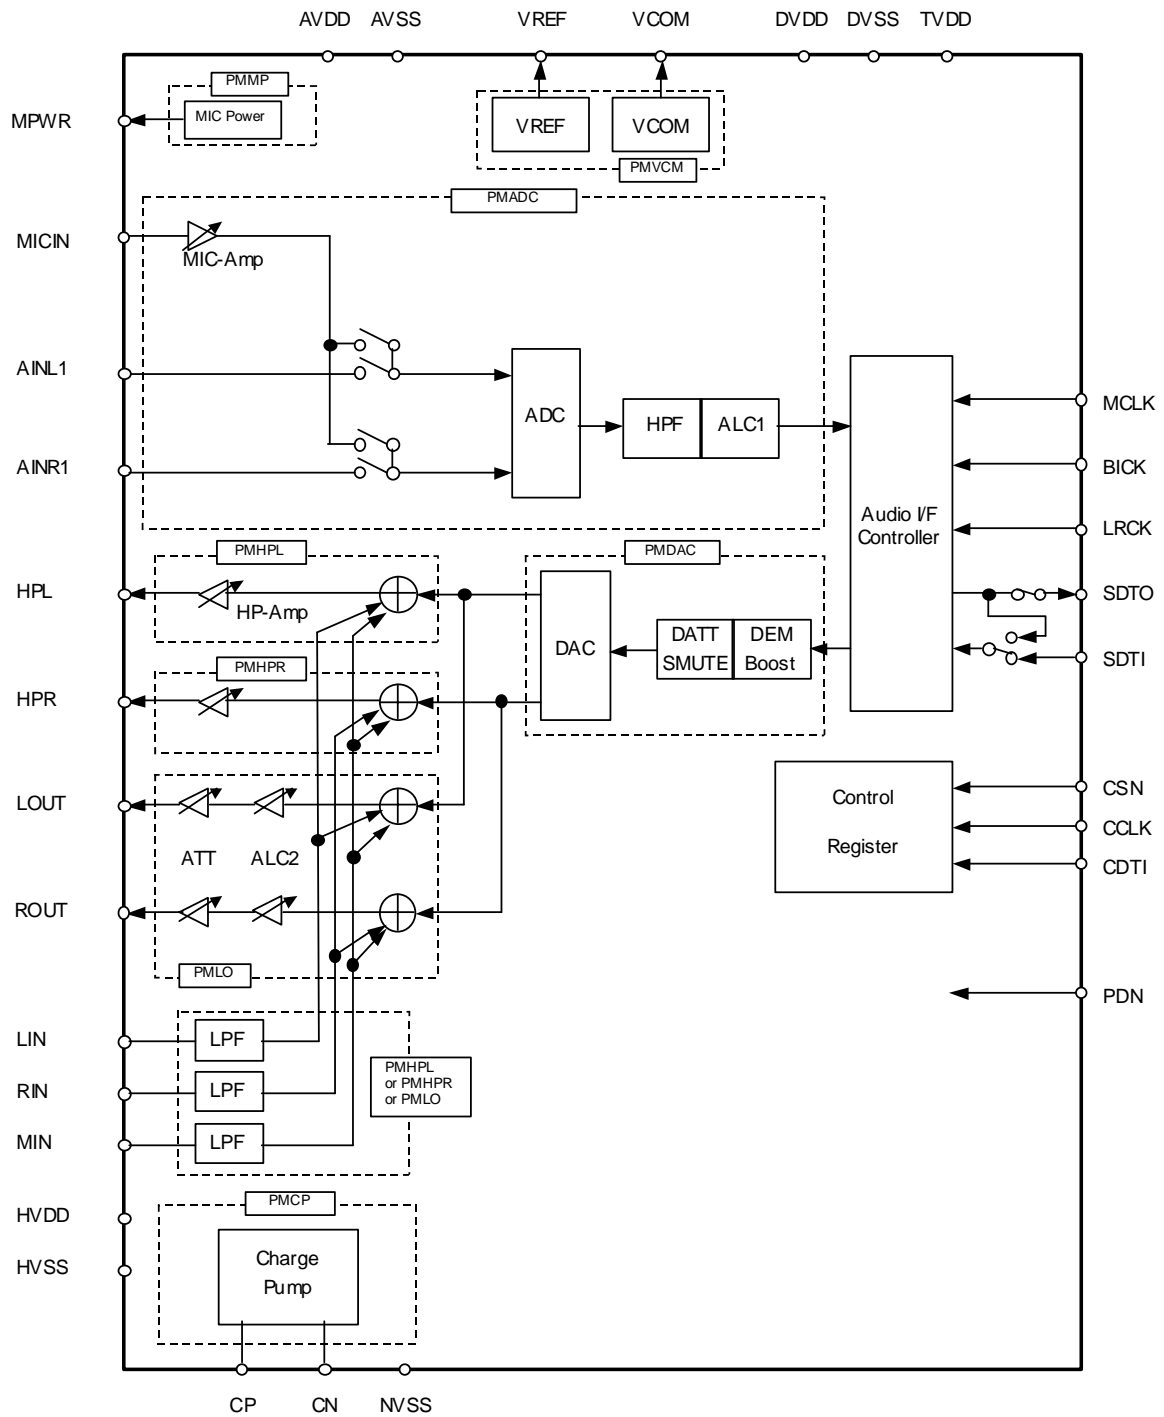 AVDD AVSS VREF VCOM DVDD DVSS TVDD
PMMP
MIC Power
MPWR
VREF VCOM
PMVCM
PMADC
MICIN
MIC-Amp
AINL1
ADC
HPF ALC1
AINR1
MCLK
BICK
LRCK
Audio I/F
Controller
PMHPL
PMDAC
HPL
HP-Amp
SDTO
DAC
DATT
SMUTE
DEM
Boost
SDTI
PMHPR
HPR
LOUT
ATT ALC2
Control
Register
CSN
CCLK
CDTI
ROUT
PMLO
PDN
LIN
LPF
RIN
LPF
PMHPL
or PMHPR
or PMLO
MIN
LPF
PMCP
HVDD
HVSS
Charge
Pump
CP CN NVSS